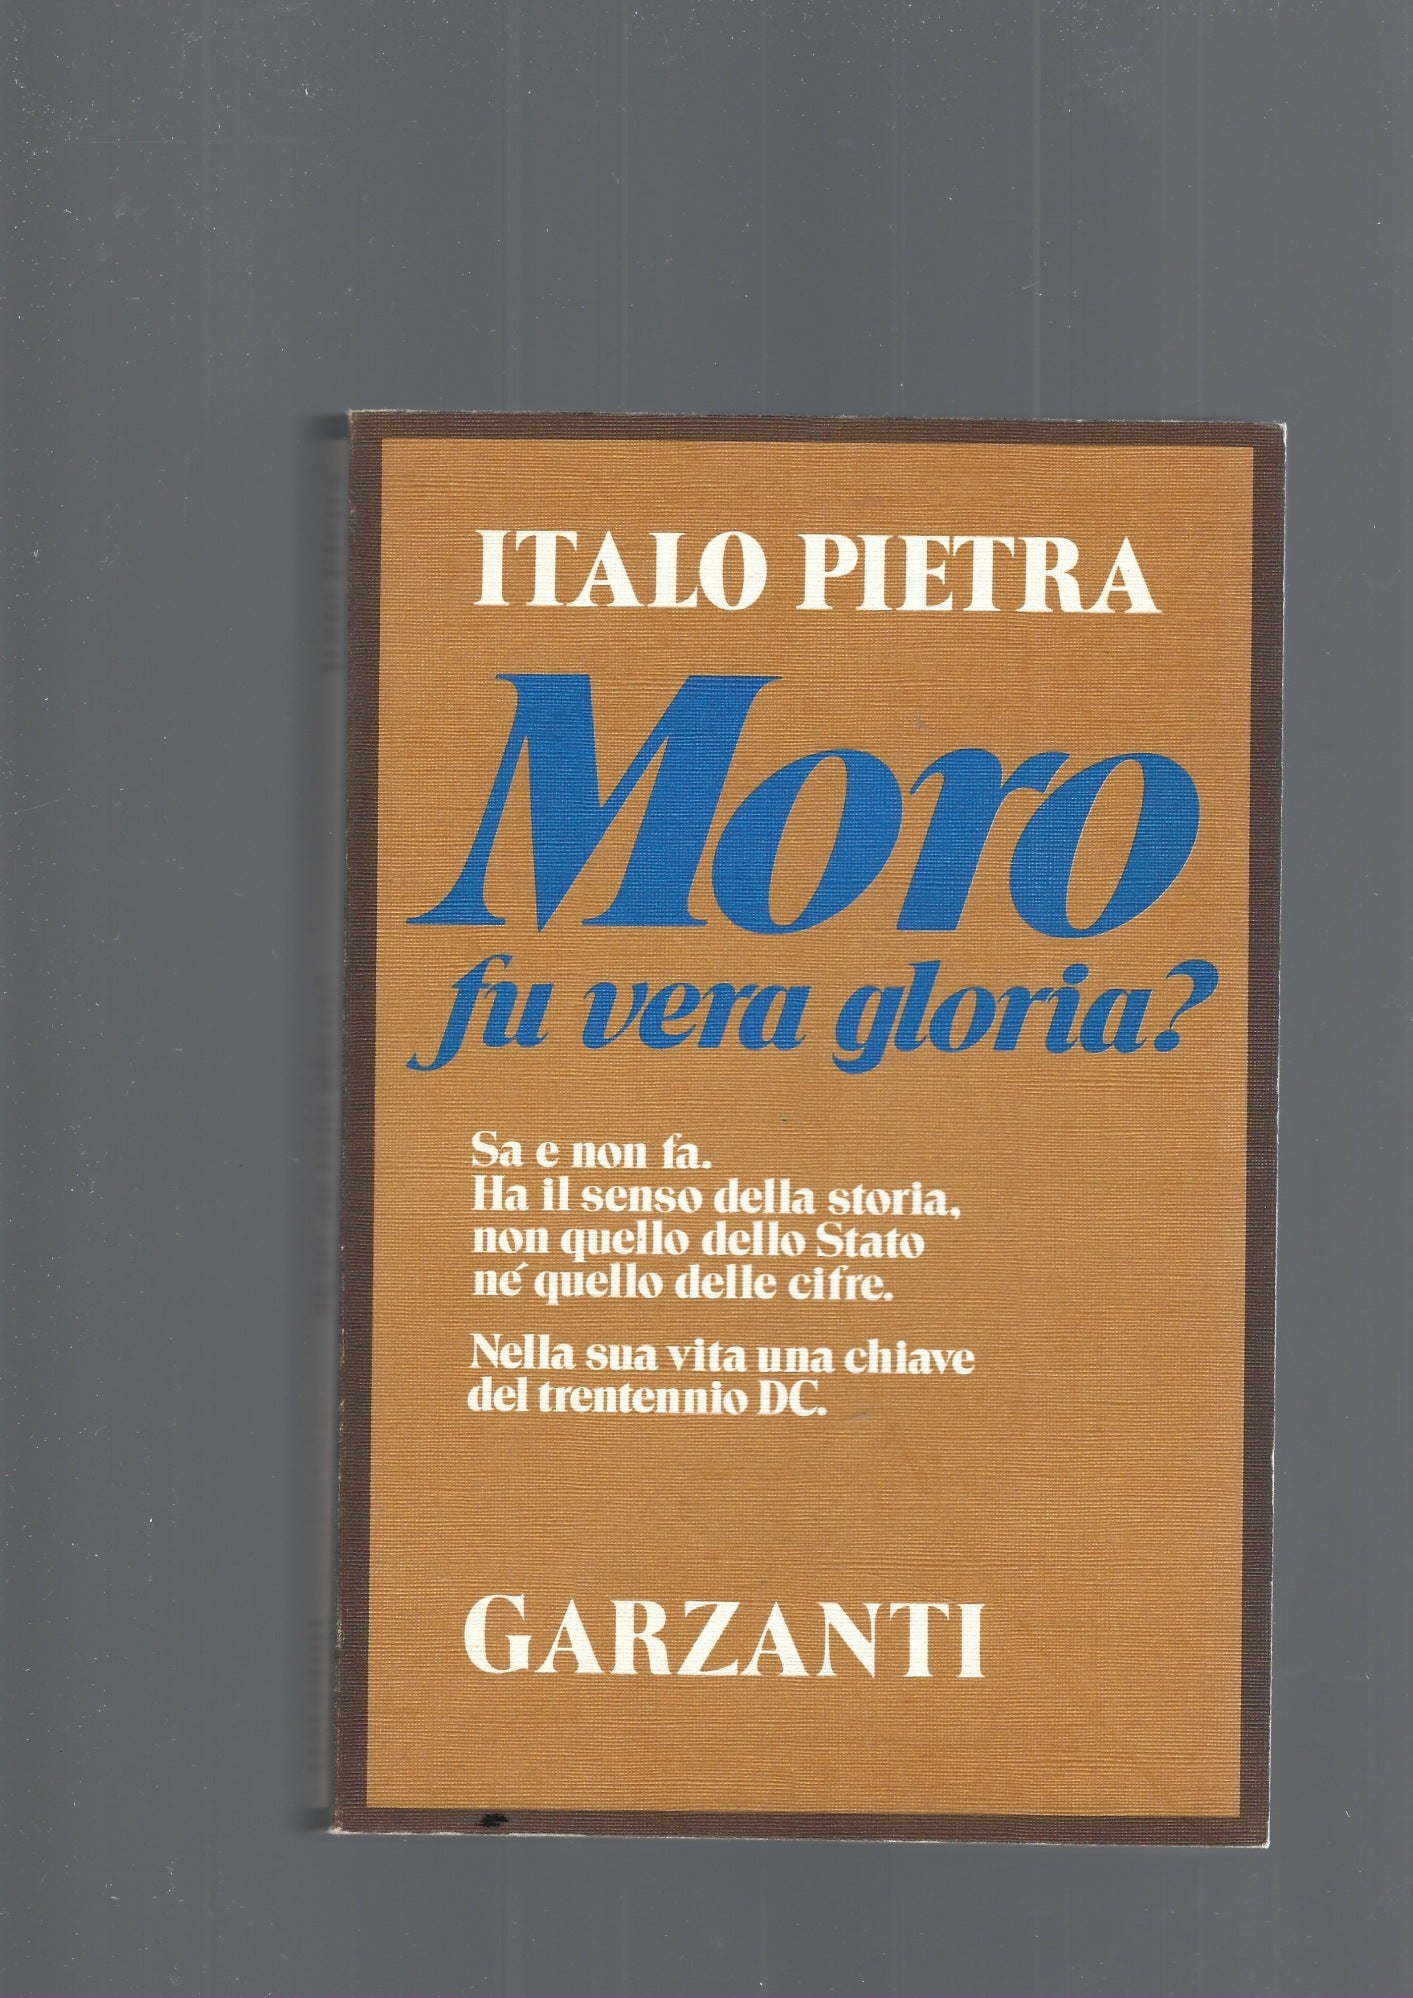 ITALO PIETRA
Moro
fu vera gloria?
Sa e non fa.
Ha il senso della storia,
non quello dello Stato
né quello delle cifre.
Nella sua vita una chiave
del trentennio DC.
GARZANTI